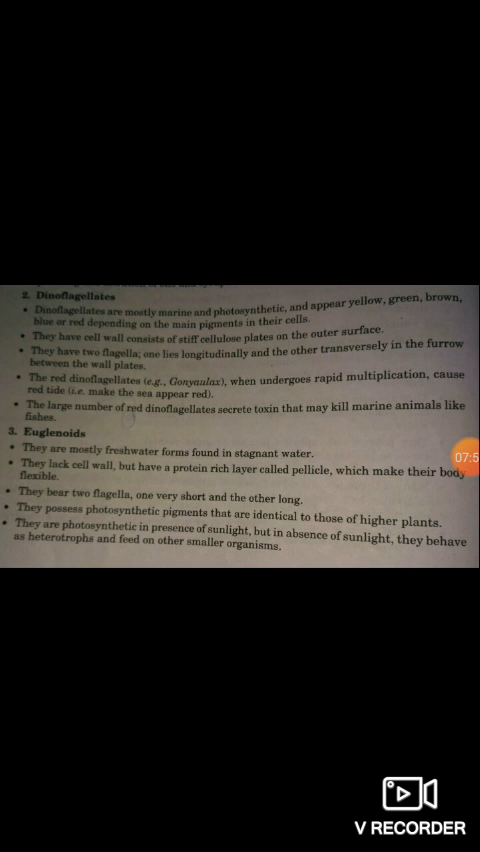 2. Dinoflagellates
• Dinoflagellates are mostly marine and photosynthetic, and appear yellow, green, brown,
blue or red depending on the main pigments in their cells.
• They have cell wall consists of stiff cellulose plates on the outer surface.
• They have two flagella; one lies longitudinally and the other transversely in the furrow
between the wall plates.
• The red dinoflagellates (e.g., Gonyaulax), when undergoes rapid multiplication, cause
red tide (i.e. make the sea appear red).
• The large number of red dinoflagellates secrete toxin that may kill marine animals like
fishes.
3. Euglenoids
• They are mostly freshwater forms found in stagnant water.
• They lack cell wall, but have a protein rich layer called pellicle, which make their body
flexible.
• They bear two flagella, one very short and the other long.
• They possess photosynthetic pigments that are identical to those of higher plants.
• They are photosynthetic in presence of sunlight, but in absence of sunlight, they behave
as heterotrophs and feed on other smaller organisms.
07:5
V RECORDER